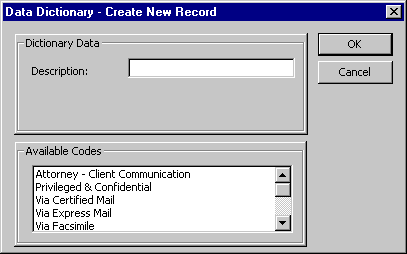 Data Dictionary - Create New Record
Dictionary Data
Description:
OK
Cancel
Available Codes
Attorney - Client Communication
Privileged & Confidential
Via Certified Mail
Via Express Mail
Via Facsimile